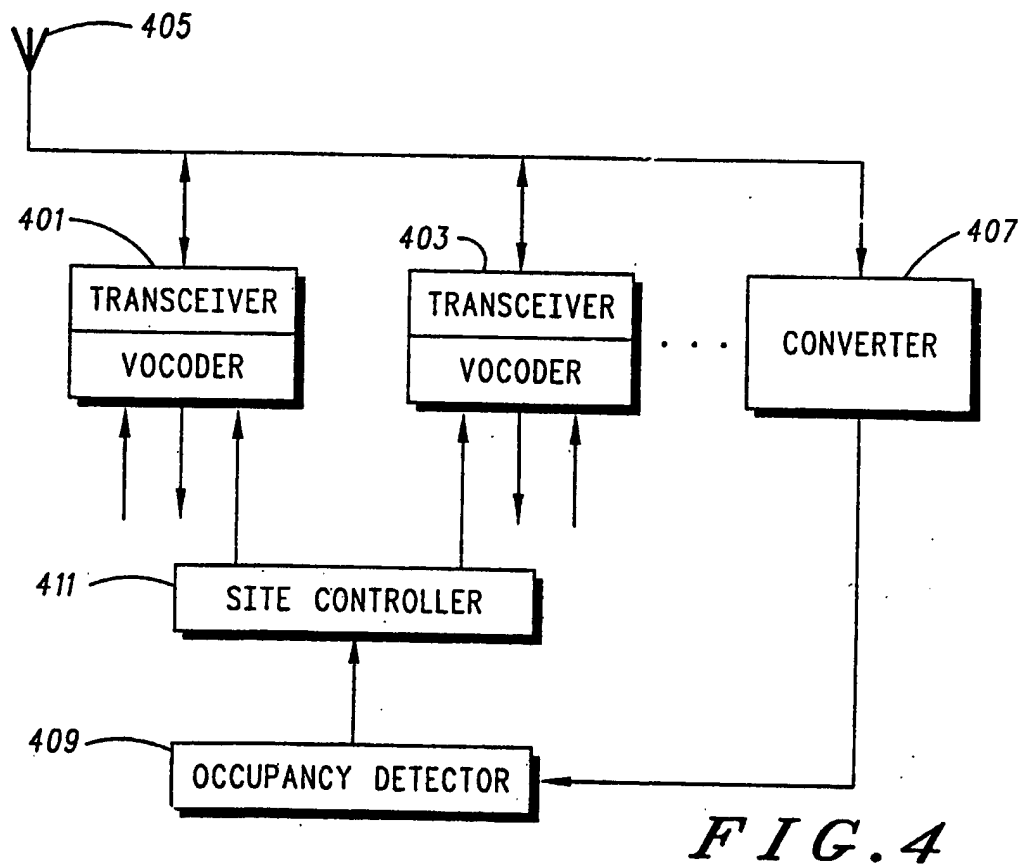 405
401
403
407
TRANSCEIVER
VOCODER
TRANSCEIVER
VOCODER
. . .
CONVERTER
411
SITE CONTROLLER
409
OCCUPANCY DETECTOR
FIG.4